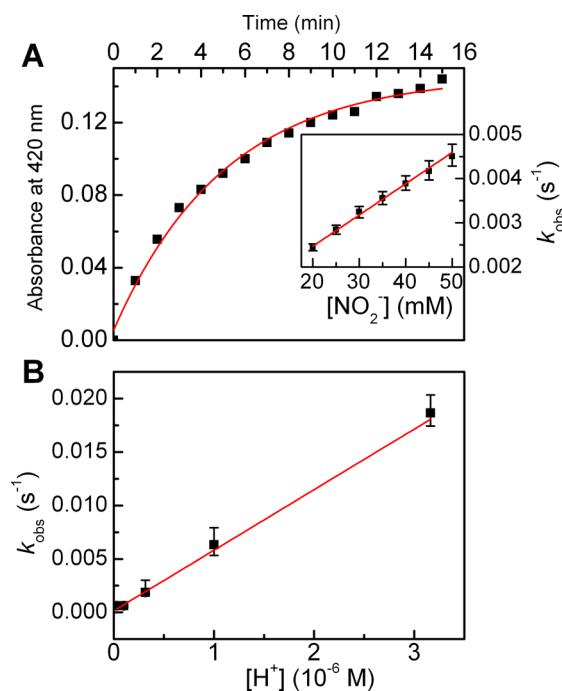 Time (min)
A
0 2 4 6 8 10 12 14 16
Absorbance at 420 nm
0.12
0.08
0.04
0.00
0.005
0.004
0.003
0.002
k_obs (s⁻¹)
20 30 40 50
[NO₂⁻] (mM)
B
k_obs (s⁻¹)
0.020
0.015
0.010
0.005
0.000
0 1 2 3
[H⁺] (10⁻⁶ M)